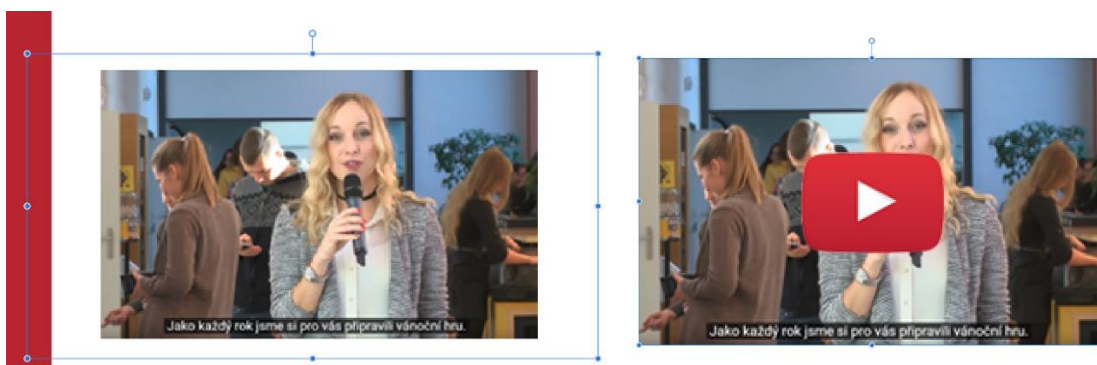 Jako každý rok jsme si pro vás připravili vánoční hru.
Jako každý rok jsme si pro vás připravili vánoční hru.